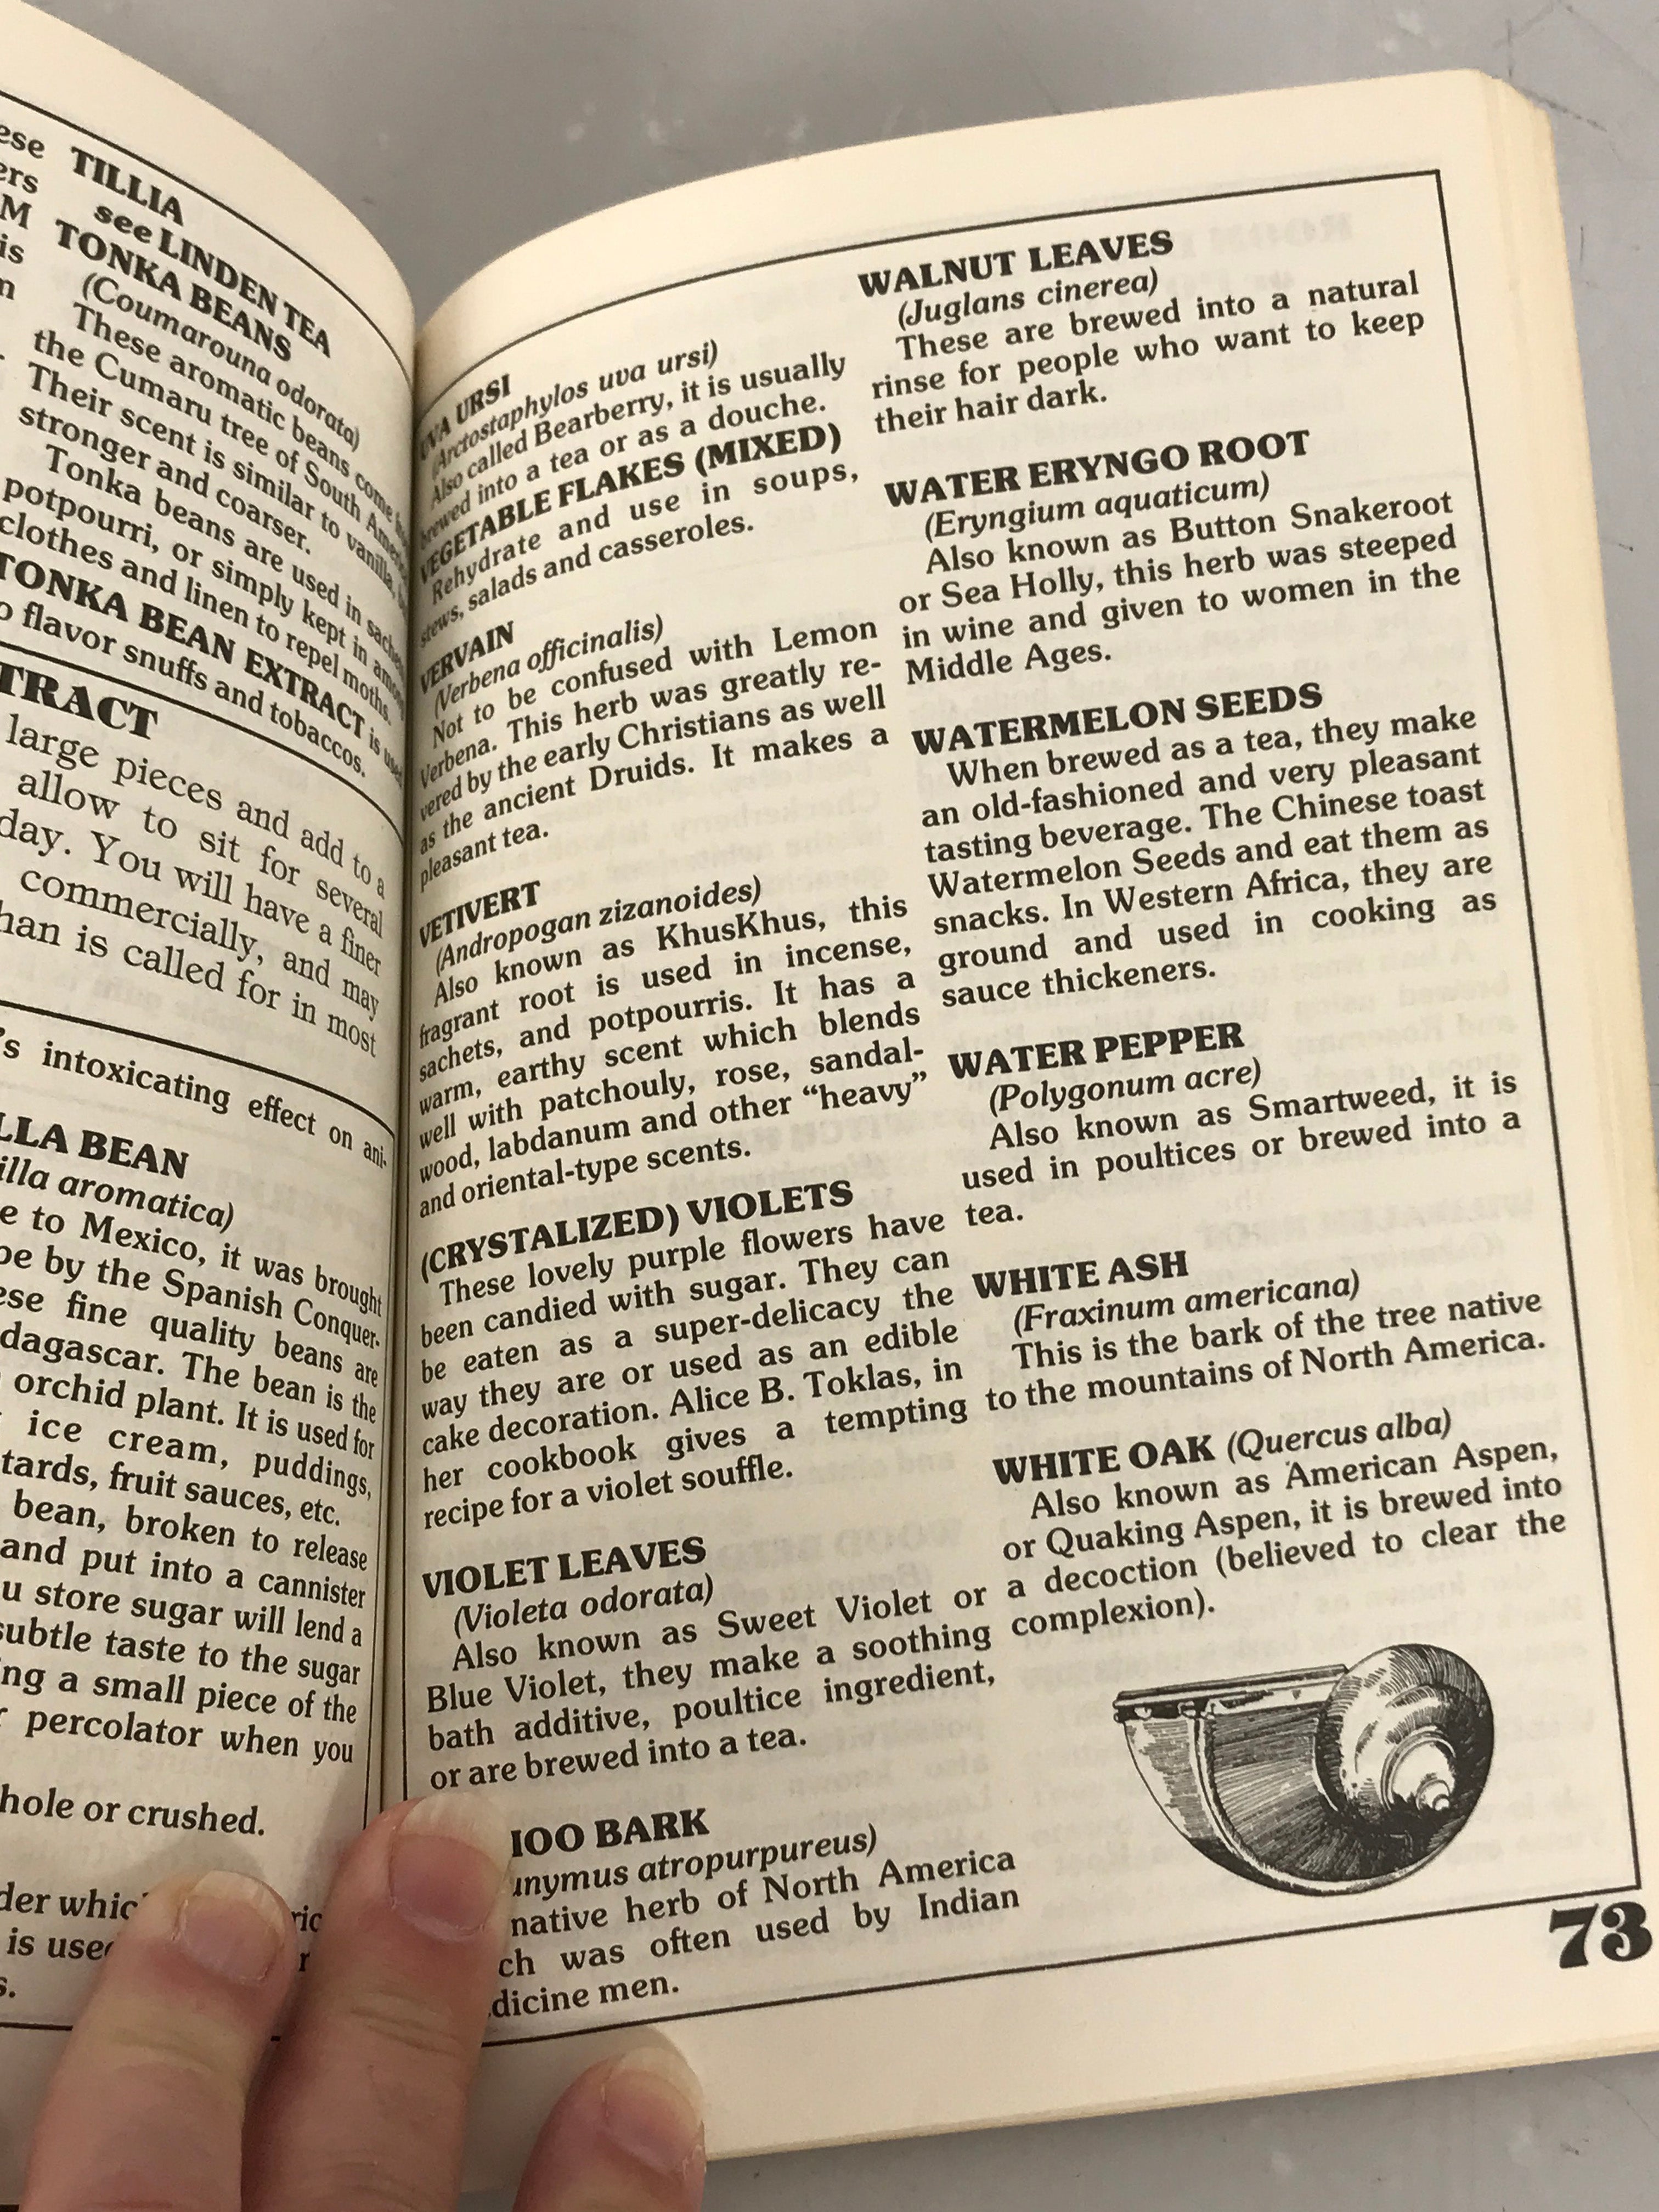 ese
ers
M
is
TILLIA
see LINDEN TEA
TONKA BEANS
(Coumarouna odorata)
These aromatic beans come
the Cumaru tree of South
Their scent is similar to vanilla,
stronger and coarser.
Tonka beans are used in
potpourri, or simply kept in
clothes and linen to repel moths.
TONKA BEAN EXTRACT is used
o flavor snuffs and tobaccos.
TRACT
large pieces and add to a
allow to sit for several
day. You will have a finer
commercially, and may
han is called for in most
's intoxicating effect on ani-
LLA BEAN
illa aromatica)
e to Mexico, it was brought
pe by the Spanish Conquer-
ese fine quality beans are
dagascar. The bean is the
orchid plant. It is used for
ice cream, puddings,
tards, fruit sauces, etc.
bean, broken to release
and put into a cannister
u store sugar will lend a
subtle taste to the sugar
ng a small piece of the
r percolator when you
hole or crushed.
der whic
is used
s.
UVA URSI
(Arctostaphylos uva ursi)
Also called Bearberry, it is usually
brewed into a tea or as a douche.
VEGETABLE FLAKES (MIXED)
Rehydrate and use in soups,
stews, salads and casseroles.
VERVAIN
(Verbena officinalis)
Not to be confused with Lemon
Verbena. This herb was greatly re-
vered by the early Christians as well
as the ancient Druids. It makes a
pleasant tea.
VETIVERT
(Andropogan zizanoides)
Also known as KhusKhus, this
fragrant root is used in incense,
sachets, and potpourris. It has a
warm, earthy scent which blends
well with patchouly, rose, sandal-
wood, labdanum and other “heavy”
and oriental-type scents.
(CRYSTALIZED) VIOLETS
These lovely purple flowers have
been candied with sugar. They can
be eaten as a super-delicacy the
way they are or used as an edible
cake decoration. Alice B. Toklas, in
her cookbook gives a tempting
recipe for a violet souffle.
VIOLET LEAVES
(Violeta odorata)
Also known as Sweet Violet or
Blue Violet, they make a soothing
bath additive, poultice ingredient,
or are brewed into a tea.
HOO BARK
nymus atropurpureus)
native herb of North America
ch was often used by Indian
dicine men.
WALNUT LEAVES
(Juglans cinerea)
These are brewed into a natural
rinse for people who want to keep
their hair dark.
WATER ERYNGO ROOT
(Eryngium aquaticum)
Also known as Button Snakeroot
or Sea Holly, this herb was steeped
in wine and given to women in the
Middle Ages.
WATERMELON SEEDS
When brewed as a tea, they make
an old-fashioned and very pleasant
tasting beverage. The Chinese toast
Watermelon Seeds and eat them as
snacks. In Western Africa, they are
ground and used in cooking as
sauce thickeners.
WATER PEPPER
(Polygonum acre)
Also known as Smartweed, it is
used in poultices or brewed into a
tea.
WHITE ASH
(Fraxinum americana)
This is the bark of the tree native
to the mountains of North America.
WHITE OAK (Quercus alba)
Also known as American Aspen,
or Quaking Aspen, it is brewed into
a decoction (believed to clear the
complexion).
73